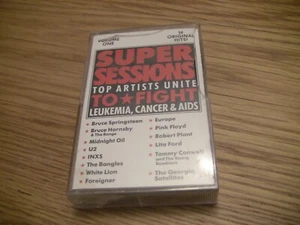 VOLUME
ONE
14
ORIGINAL
HITS!
SUPER
SESSIONS
TOP ARTISTS UNITE
TO★FIGHT
LEUKEMIA, CANCER & AIDS
• Bruce Springsteen
• Bruce Hornsby
& The Range
• Midnight Oil
• U2
• INXS
• The Bangles
• White Lion
• Foreigner
• Europe
• Pink Floyd
• Robert Plant
• Lita Ford
• Tommy Conwell
and The Young
Rumblers
• The Georgia
Satellites